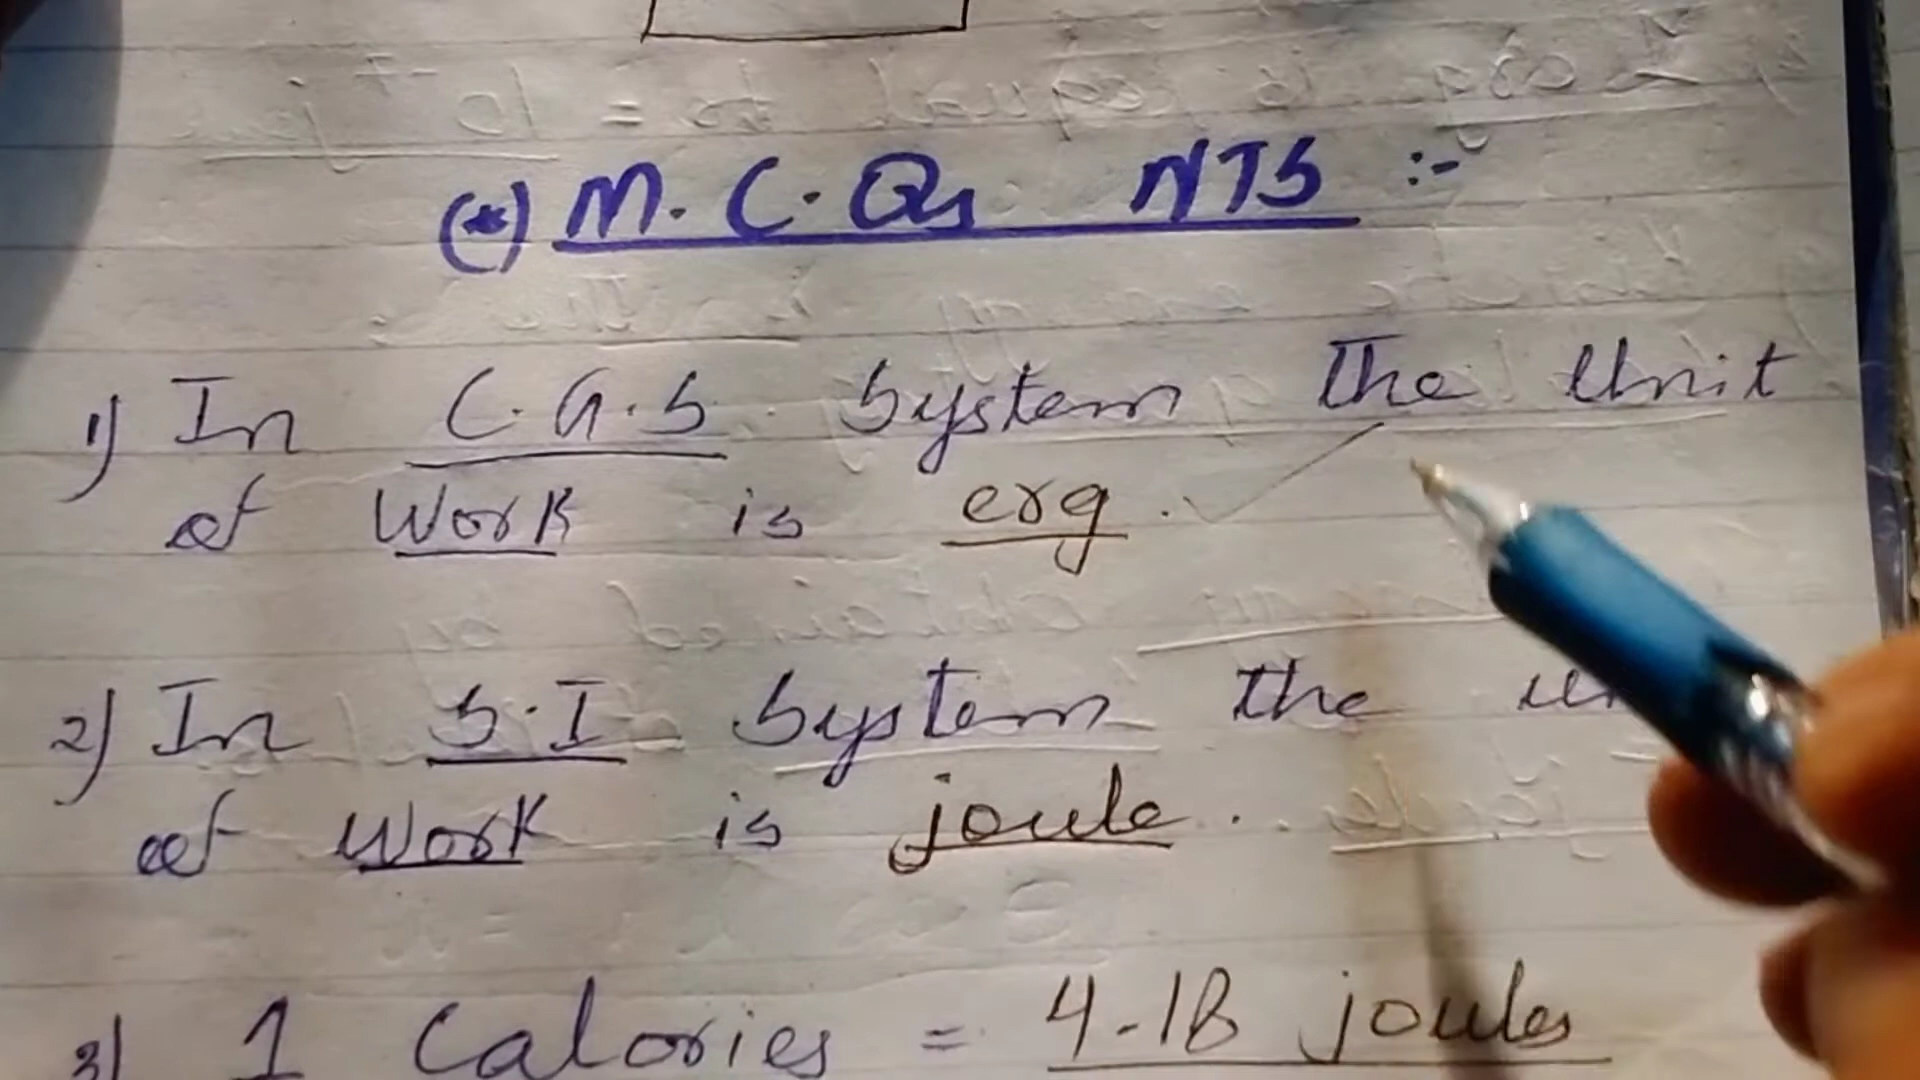 (*) M.C.Qs NTS :-
1) In C.G.S System The Unit
of Work is erg.
2) In S.I System the
of Work is joule.
3) 1 Calories = 4.18 joules